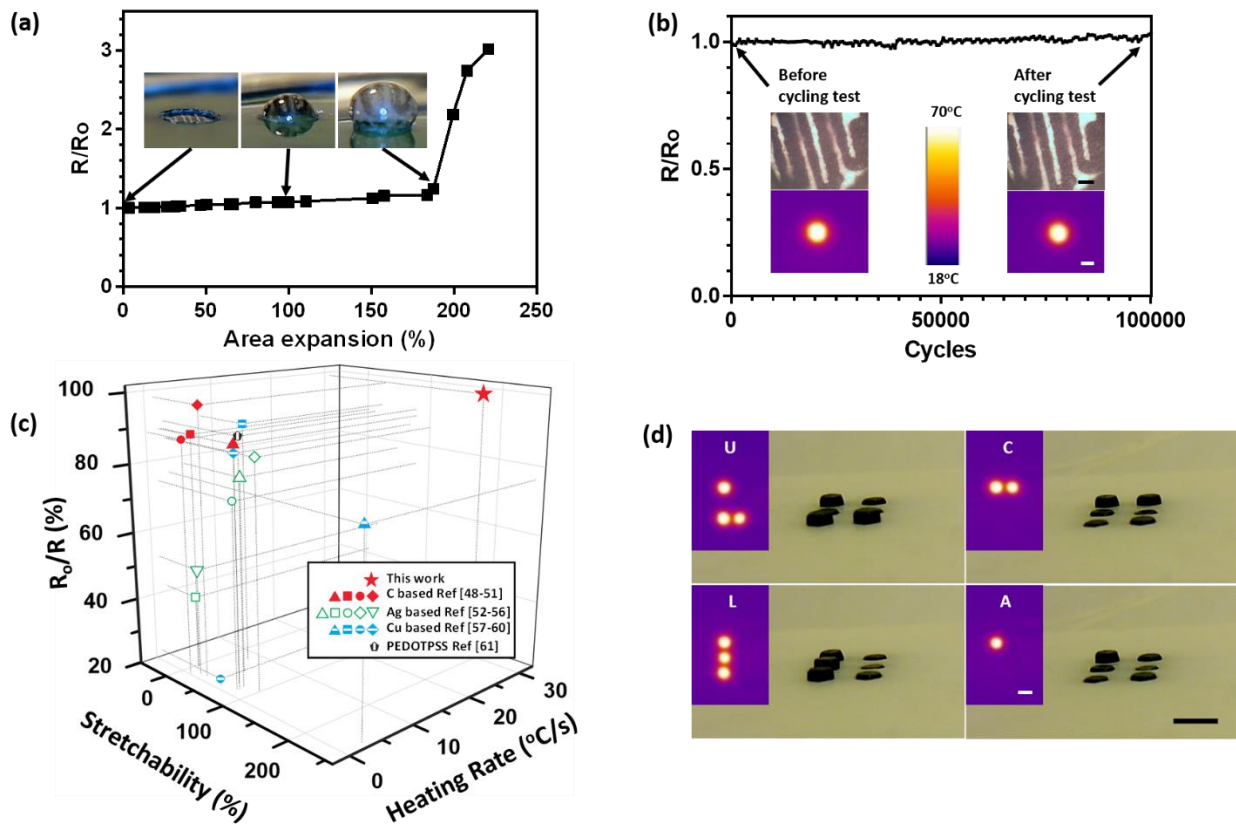 (a)
3
2
1
0
R/Ro
0 50 100 150 200 250
Area expansion (%)
(b)
1.0
0.5
0.0
R/Ro
Before
cycling test
After
cycling test
70°C
18°C
0 50000 100000
Cycles
(c)
100
80
60
40
20
Ro/R (%)
0
100
200
Stretchability
(%)
0
10
20
30
Heating Rate (°C/s)
This work
C based Ref [48-51]
Ag based Ref [52-56]
Cu based Ref [57-60]
PEDOTPSS Ref [61]
(d)
U
C
L
A